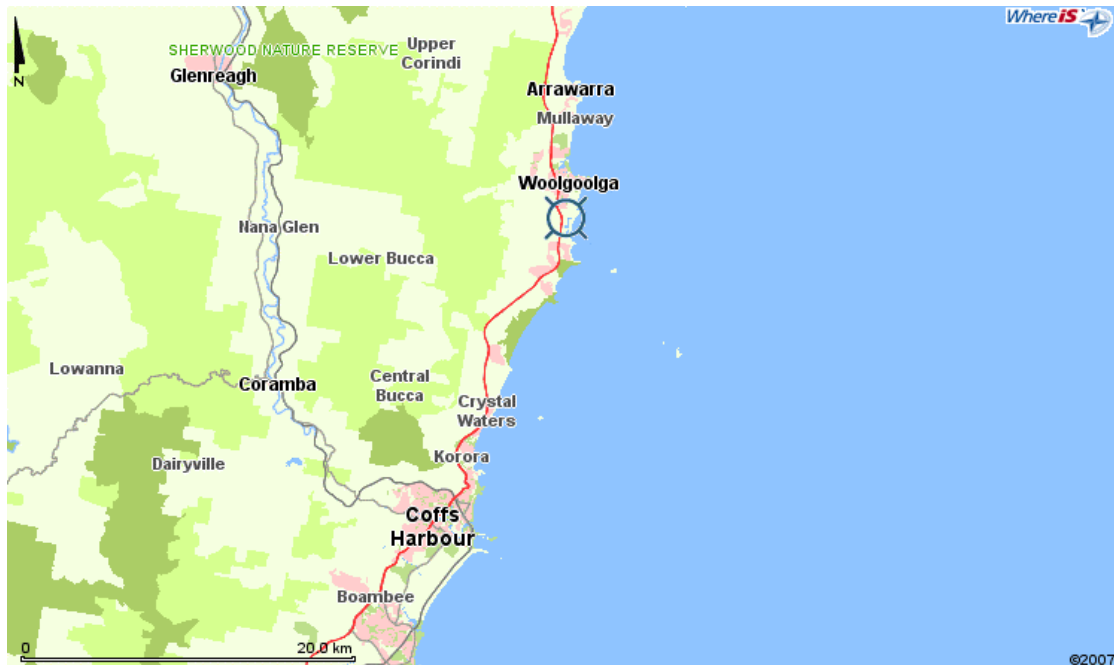 WhereiS
N
Upper
Corindi
SHERWOOD NATURE RESERVE
Glenreagh
Arrawarra
Mullaway
Woolgoolga
Nana Glen
Lower Bucca
Lowanna
Coramba
Central
Bucca
Crystal
Waters
Korora
Dairyville
Coffs
Harbour
Boambee
0 20.0 km
©2007